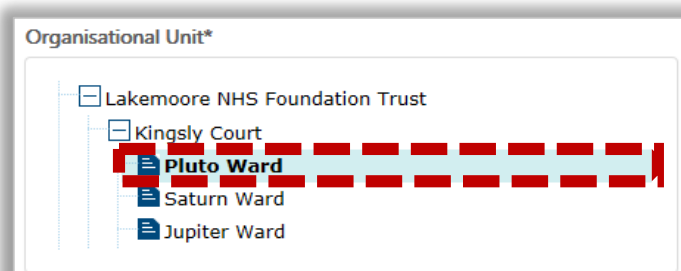 Organisational Unit*
Lakemoore NHS Foundation Trust
Kingsly Court
Pluto Ward
Saturn Ward
Jupiter Ward